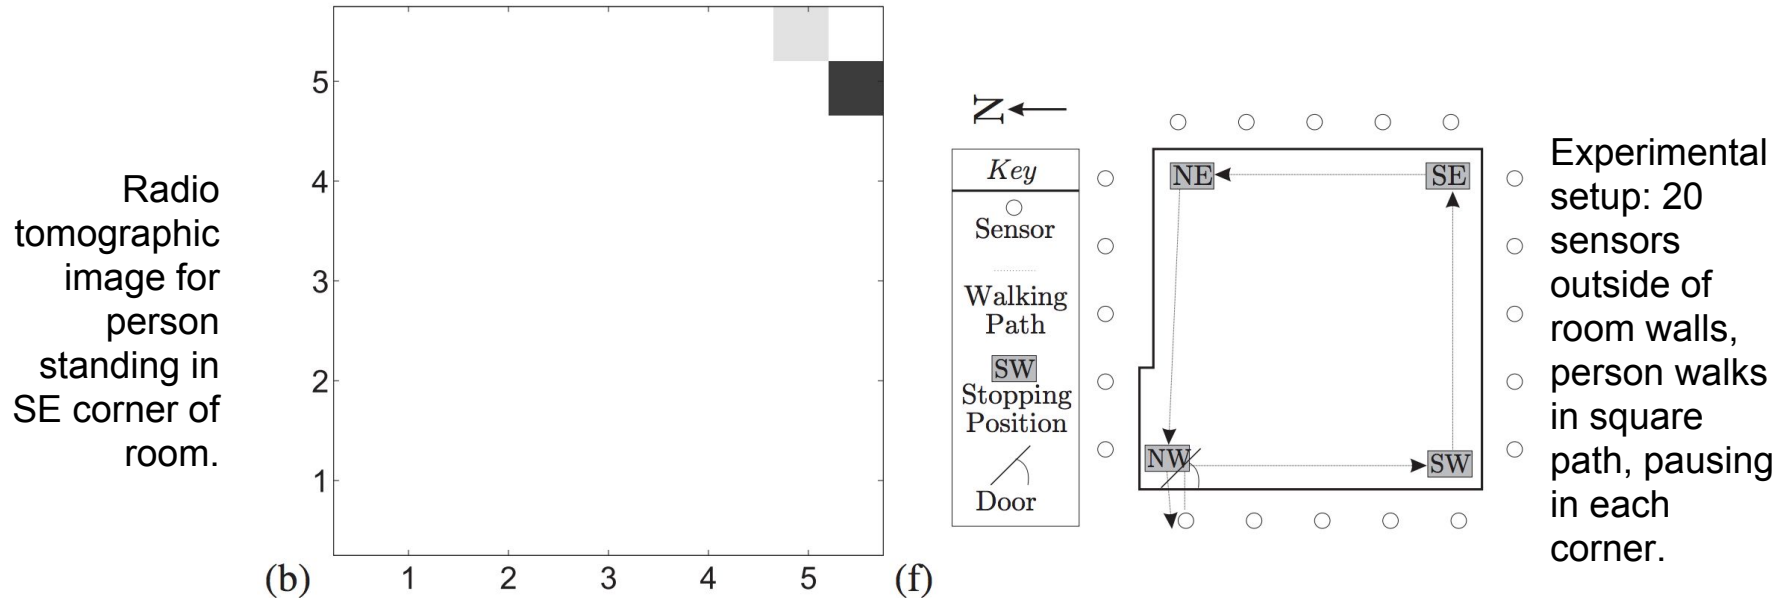 Radio
tomographic
image for
person
standing in
SE corner of
room.
5
4
3
2
1
1 2 3 4 5
(b)
N
Key
Sensor
Walking
Path
SW
Stopping
Position
Door
NE
SE
NW
SW
(f)
Experimental
setup: 20
sensors
outside of
room walls,
person walks
in square
path, pausing
in each
corner.